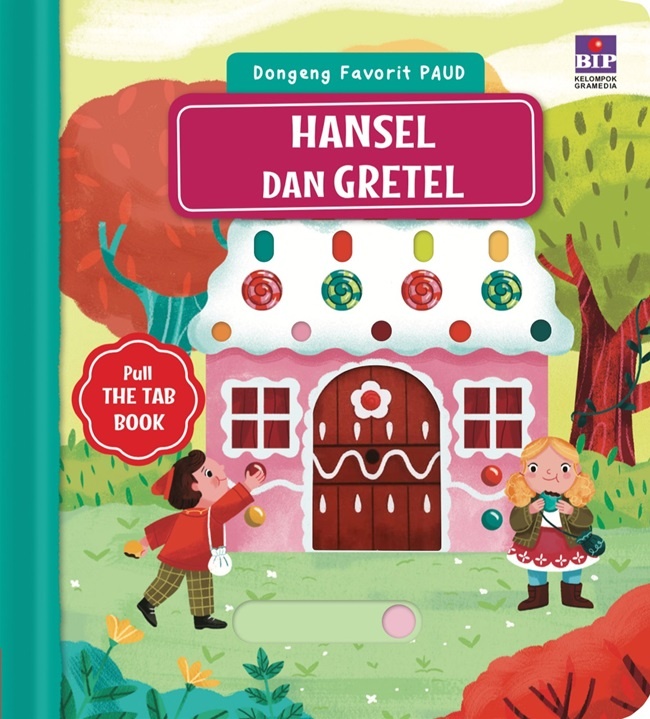 Dongeng Favorit PAUD
BIP
KELOMPOK
GRAMEDIA
HANSEL
DAN GRETEL
Pull
THE TAB
BOOK